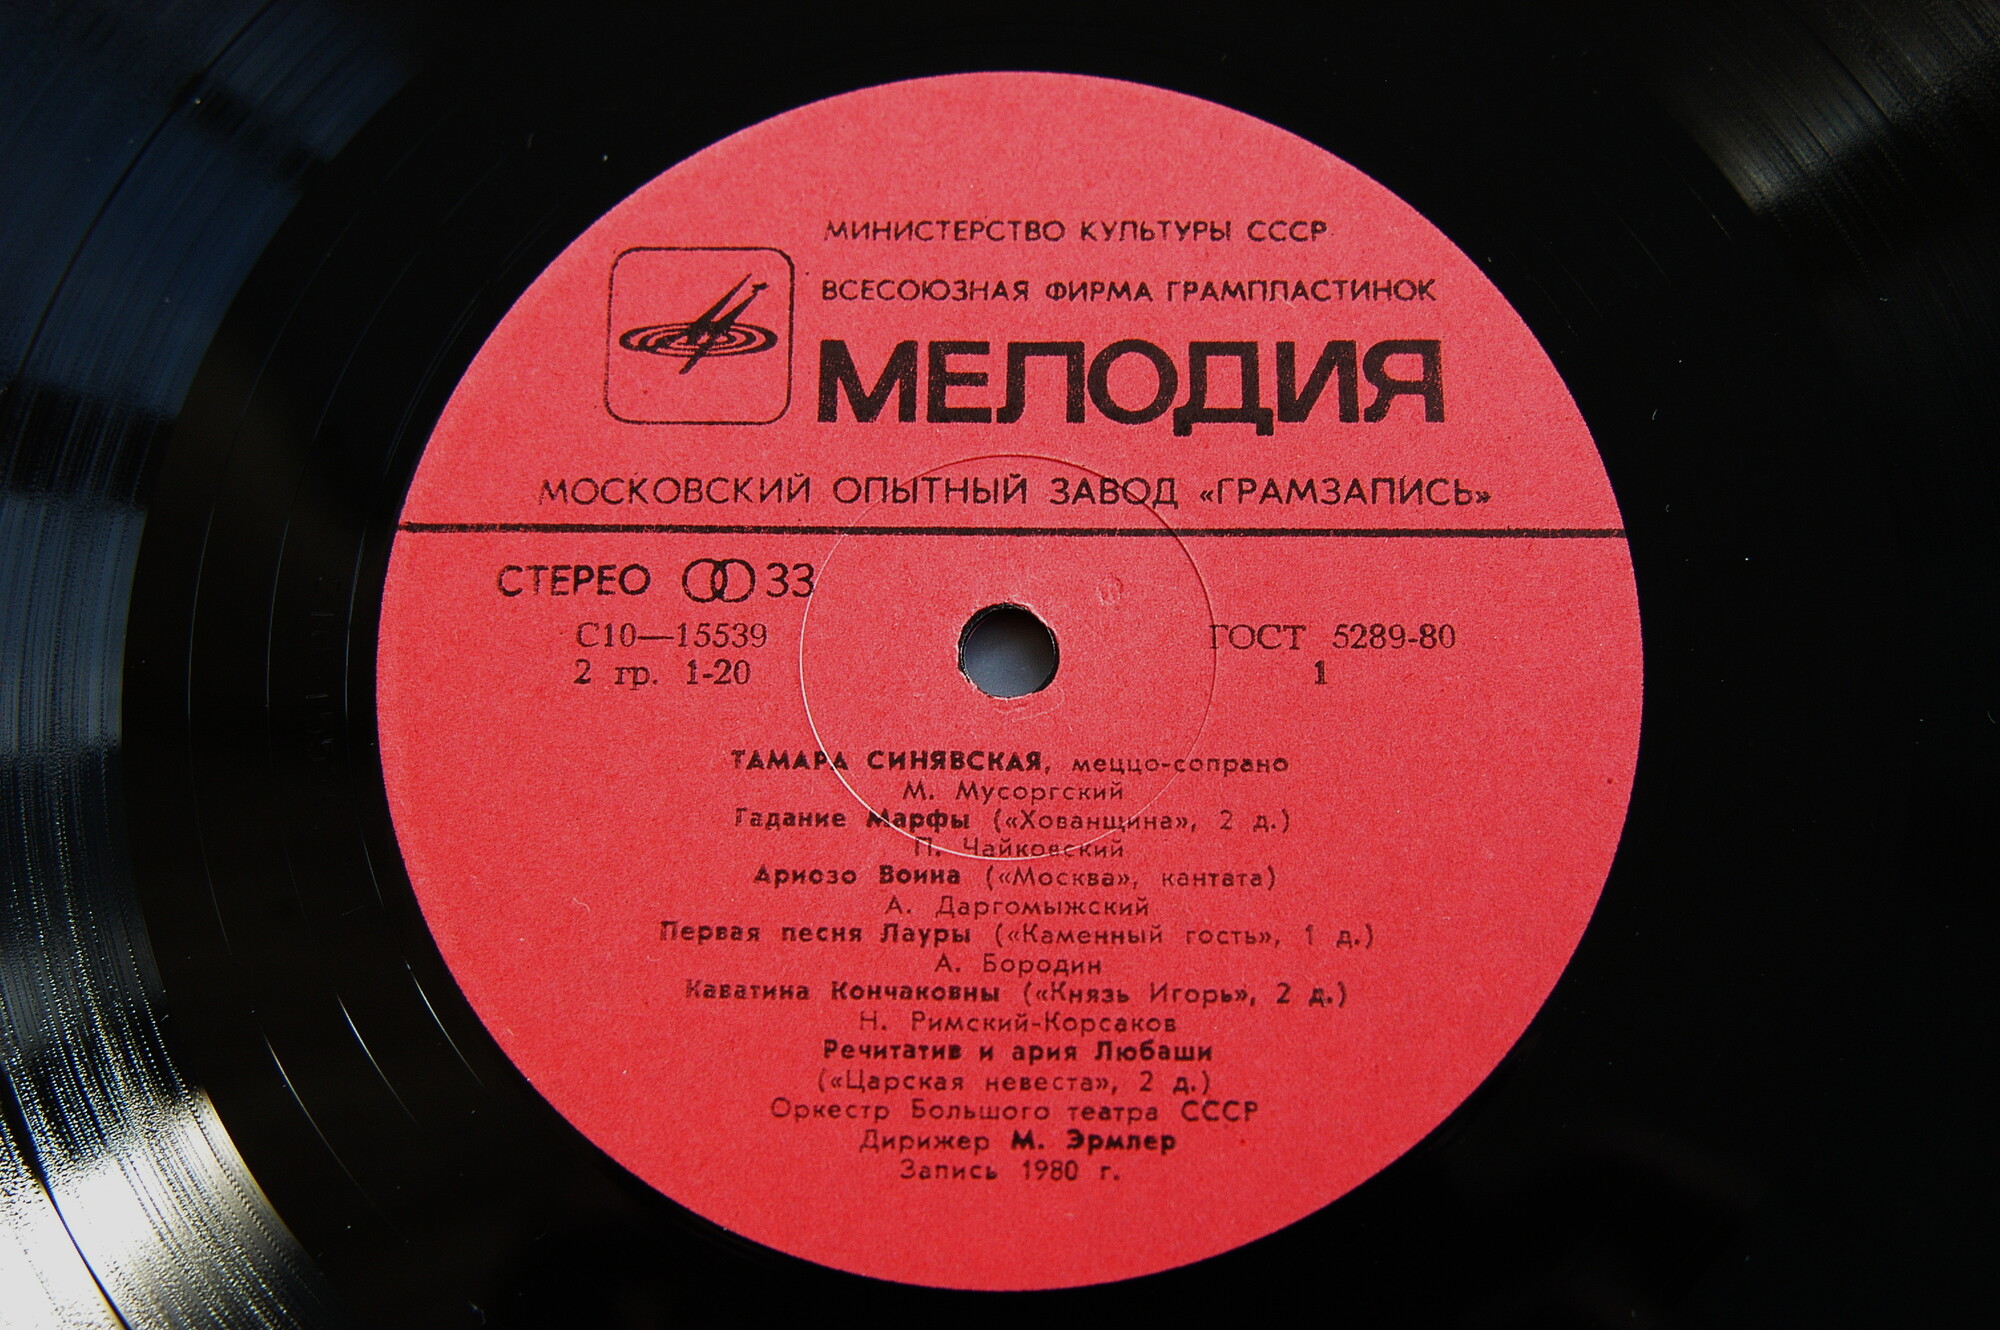 МИНИСТЕРСТВО КУЛЬТУРЫ СССР
ВСЕСОЮЗНАЯ ФИРМА ГРАМПЛАСТИНОК
МЕЛОДИЯ
МОСКОВСКИЙ ОПЫТНЫЙ ЗАВОД «ГРАМЗАПИСЬ»
СТЕРЕО 33
С10—15539 ГОСТ 5289-80
2 гр. 1-20 1
ТАМАРА СИНЯВСКАЯ, меццо-сопрано
М. Мусоргский
Гадание Марфы («Хованщина», 2 д.)
П. Чайковский
Ариозо Воина («Москва», кантата)
А. Даргомыжский
Первая песня Лауры («Каменный гость», 1 д.)
А. Бородин
Каватина Кончаковны («Князь Игорь», 2 д.)
Н. Римский-Корсаков
Речитатив и ария Любаши
(«Царская невеста», 2 д.)
Оркестр Большого театра СССР
Дирижер М. Эрмлер
Запись 1980 г.